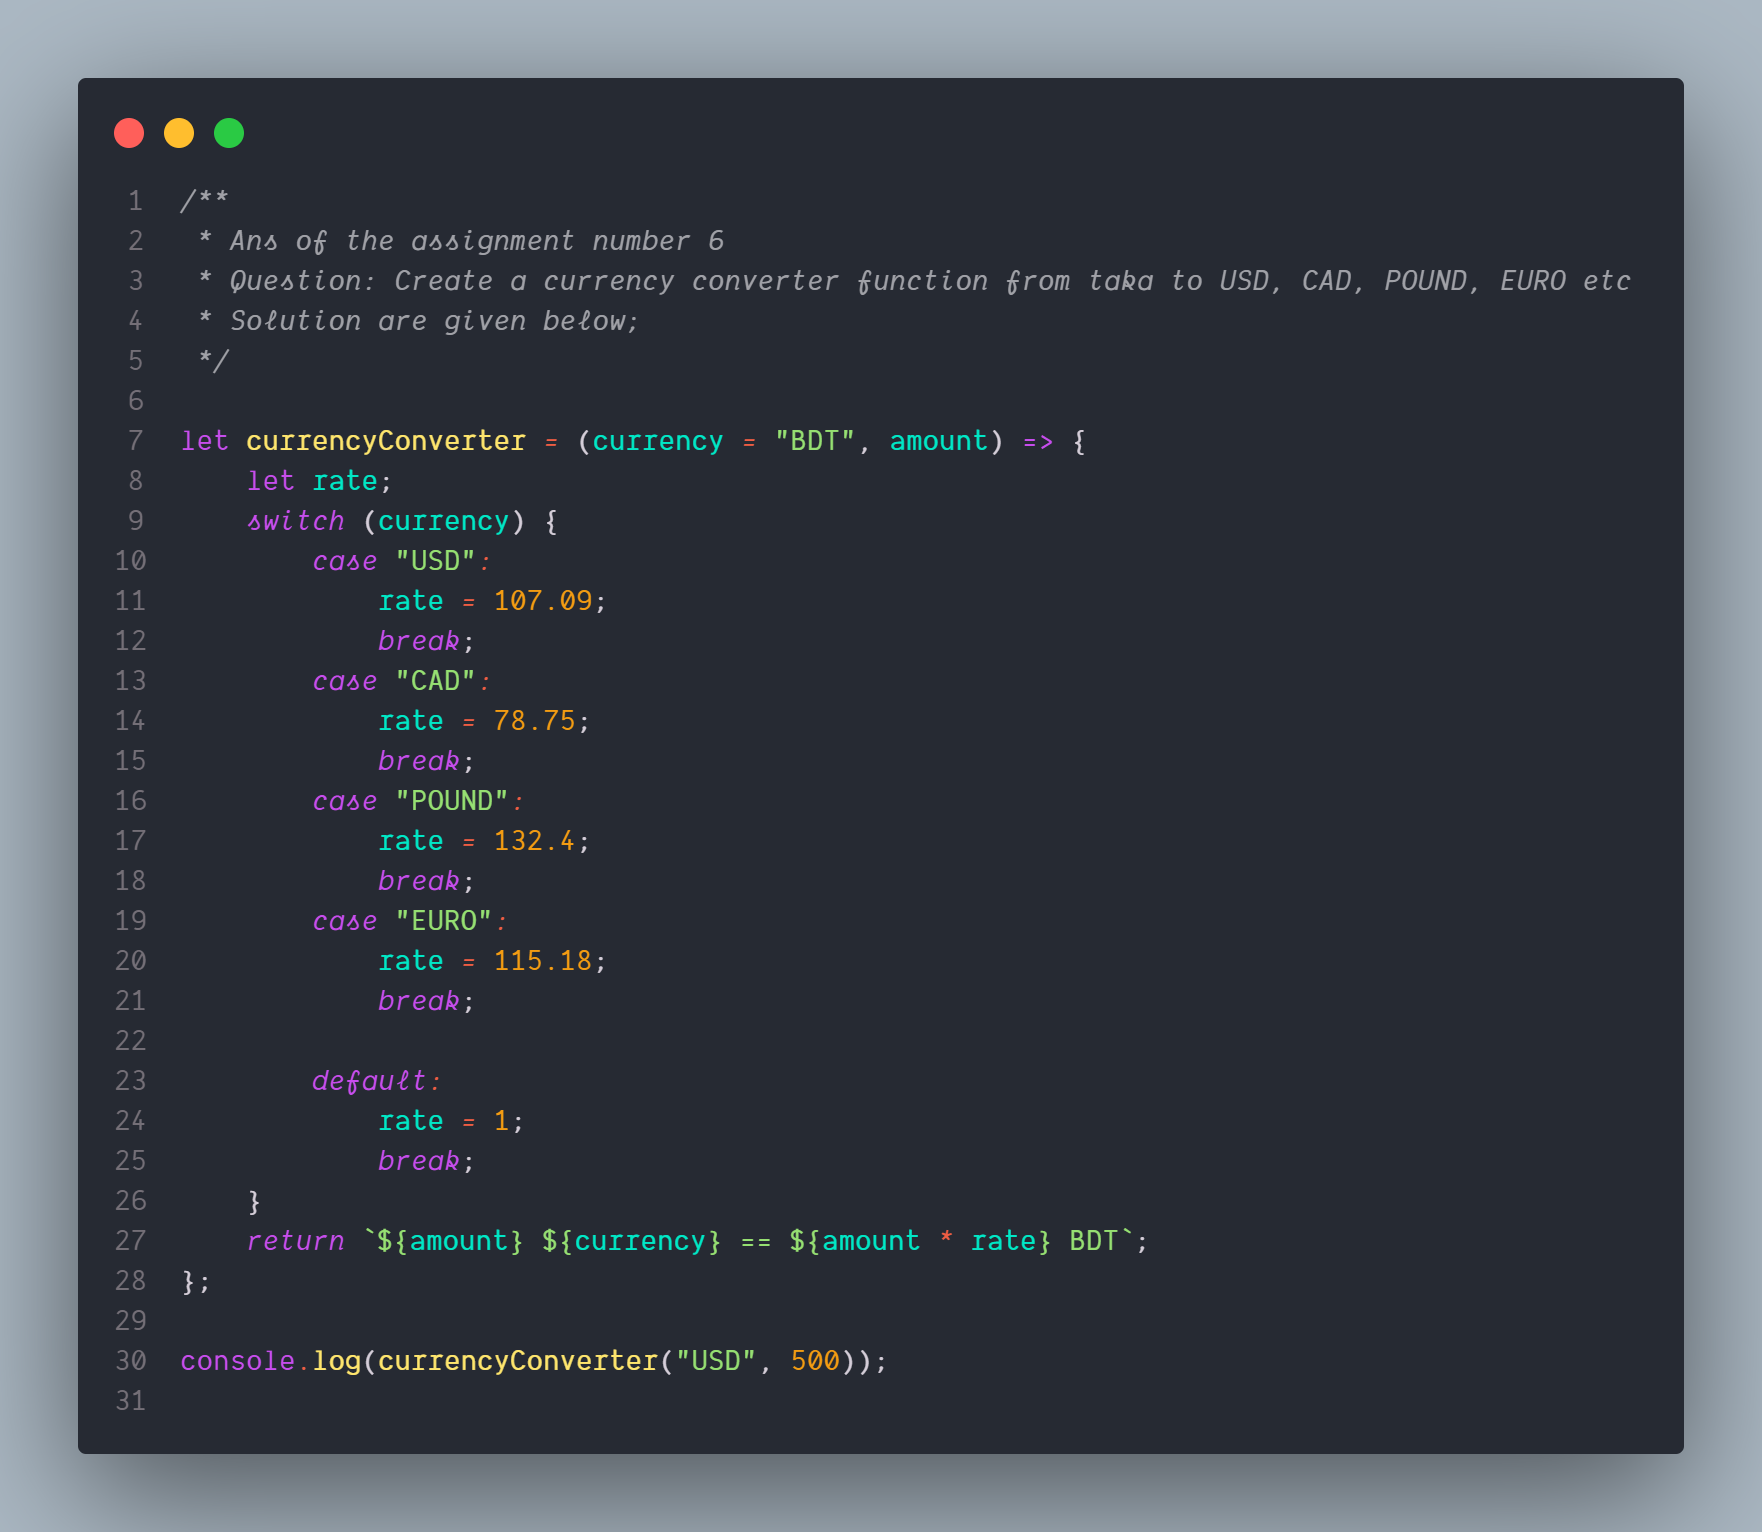 1 /**
2  * Ans of the assignment number 6
3  * Question: Create a currency converter function from taka to USD, CAD, POUND, EURO etc
4  * Solution are given below;
5  */
6
7 let currencyConverter = (currency = "BDT", amount) => {
8     let rate;
9     switch (currency) {
10         case "USD":
11             rate = 107.09;
12             break;
13         case "CAD":
14             rate = 78.75;
15             break;
16         case "POUND":
17             rate = 132.4;
18             break;
19         case "EURO":
20             rate = 115.18;
21             break;
22
23         default:
24             rate = 1;
25             break;
26     }
27     return `${amount} ${currency} == ${amount * rate} BDT`;
28 };
29
30 console.log(currencyConverter("USD", 500));
31